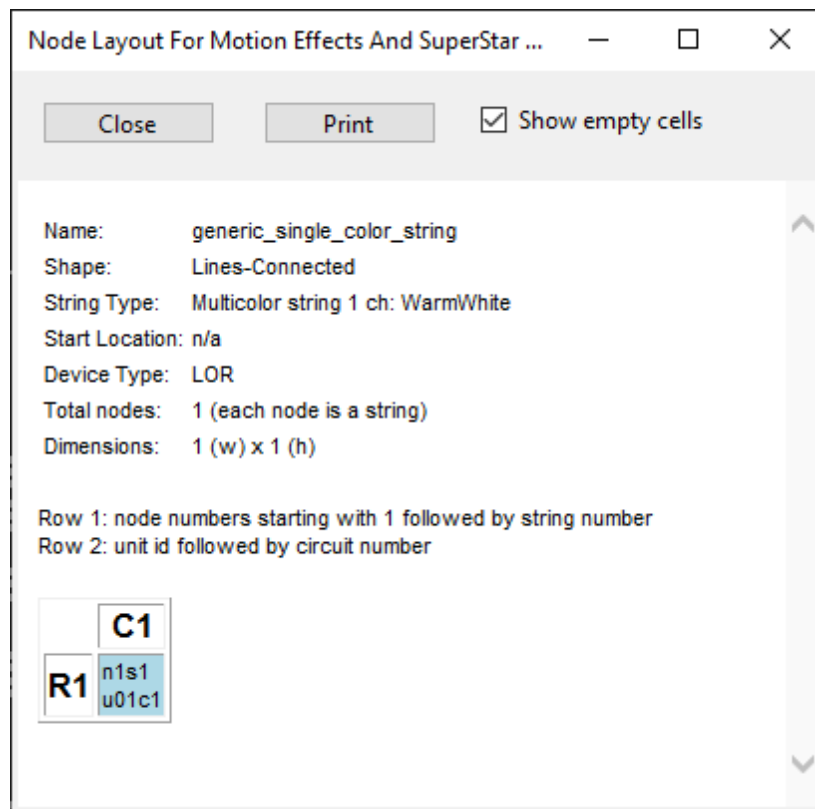 Node Layout For Motion Effects And SuperStar ...
Close Print Show empty cells
Name: generic_single_color_string
Shape: Lines-Connected
String Type: Multicolor string 1 ch: WarmWhite
Start Location: n/a
Device Type: LOR
Total nodes: 1 (each node is a string)
Dimensions: 1 (w) x 1 (h)
Row 1: node numbers starting with 1 followed by string number
Row 2: unit id followed by circuit number
C1
R1 n1s1
u01c1